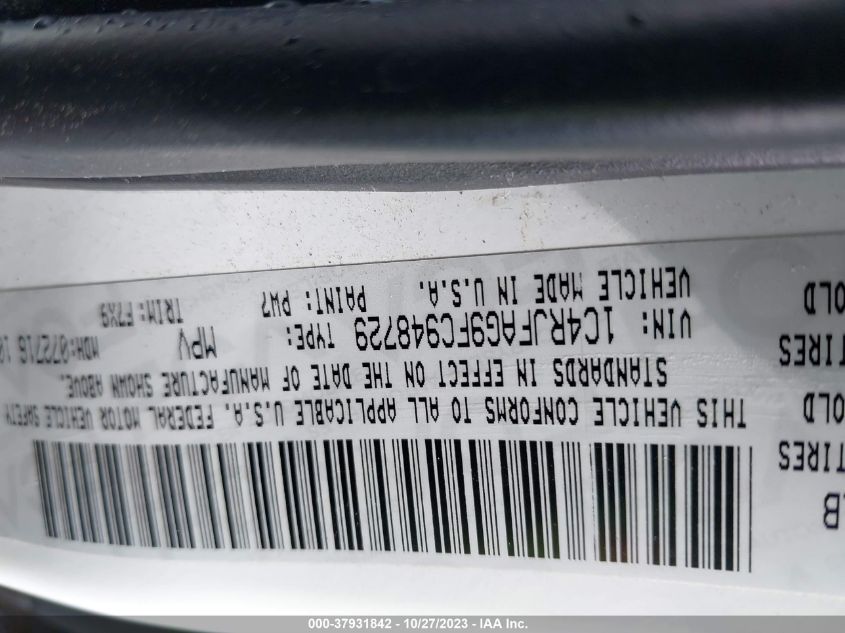 LB
TIRES
OLD
TIRES
OLD
THIS VEHICLE CONFORMS TO ALL APPLICABLE U.S.A. FEDERAL MOTOR VEHICLE SAFETY
STANDARDS IN EFFECT ON THE DATE OF MANUFACTURE SHOWN ABOVE.
VIN: 1C4RJFAG9FC948729 TYPE: MPV MDH:072716 10
VEHICLE MADE IN U.S.A. PAINT: PW7 TRIM: F7X9
000-37931842 - 10/27/2023 - IAA Inc.